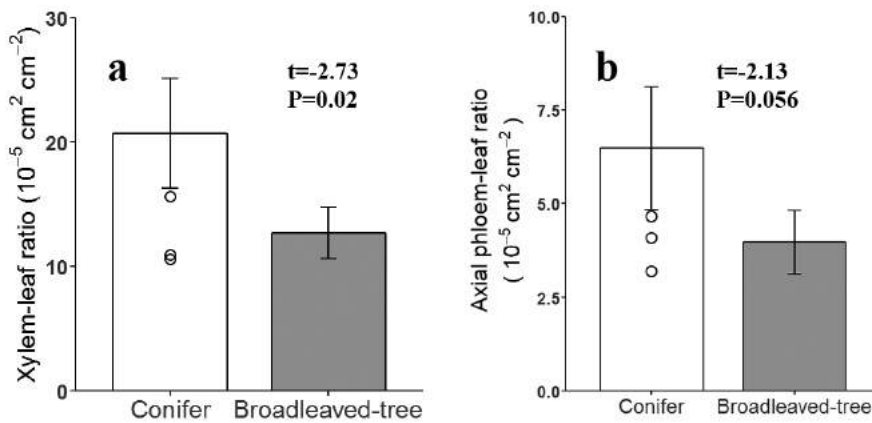 a
t=-2.73
P=0.02
Xylem-leaf ratio (10⁻⁵ cm² cm⁻²)
30
20
10
0
Conifer Broadleaved-tree
b
t=-2.13
P=0.056
Axial phloem-leaf ratio
( 10⁻⁵ cm² cm⁻²)
10.0
7.5
5.0
2.5
0.0
Conifer Broadleaved-tree